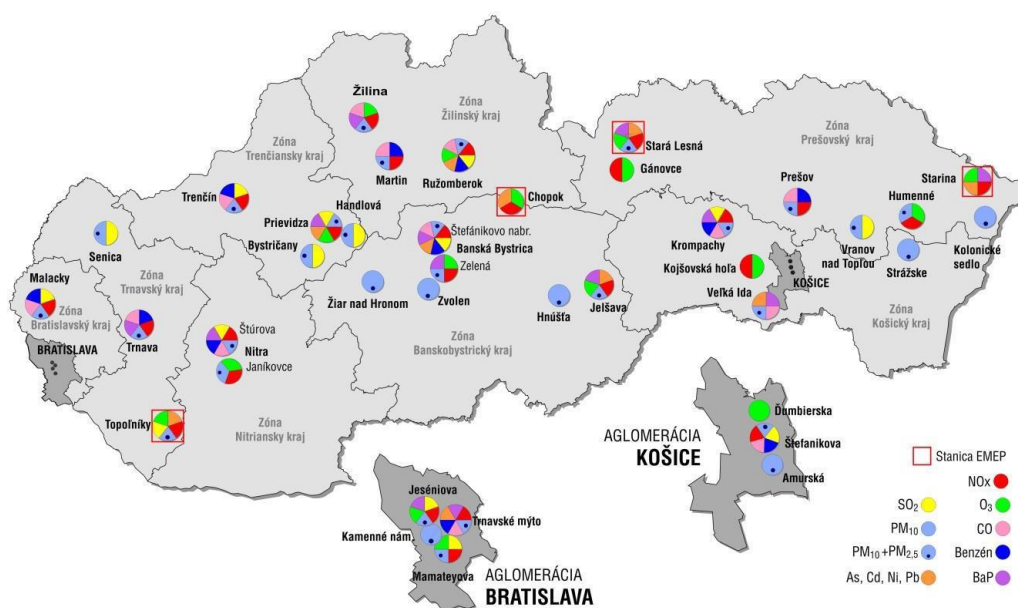 Žilina
Zóna
Žilinský kraj
Zóna
Trenčiansky kraj
Martin
Ružomberok
Stará Lesná
Gánovce
Zóna
Prešovský kraj
Trenčín
Handlová
Prievidza
Bystričany
Chopok
Prešov
Humenné
Starina
Senica
Štefánikovo nabr.
Banská Bystrica
Zelená
Zvolen
Krompachy
Vranov
nad Topľou
Kolonické
sedlo
Strážske
Malacky
Zóna
Trnavský kraj
Zóna
Bratislavský kraj
Žiar nad Hronom
Hnúšťa
Jelšava
Kojšovská hoľa
KOŠICE
Veľká Ida
Zóna
Košický kraj
Trnava
Štúrova
Nitra
Janíkovce
Zóna
Banskobystrický kraj
BRATISLAVA
Topoľníky
Zóna
Nitriansky kraj
AGLOMERÁCIA
KOŠICE
Ďumbierska
Štefanikova
Amurská
Jeséniova
Trnavské mýto
Kamenné nám.
Mamateyova
AGLOMERÁCIA
BRATISLAVA
Stanica EMEP
NOx
SO2
O3
PM10
CO
PM10+PM2,5
Benzén
As, Cd, Ni, Pb
BaP